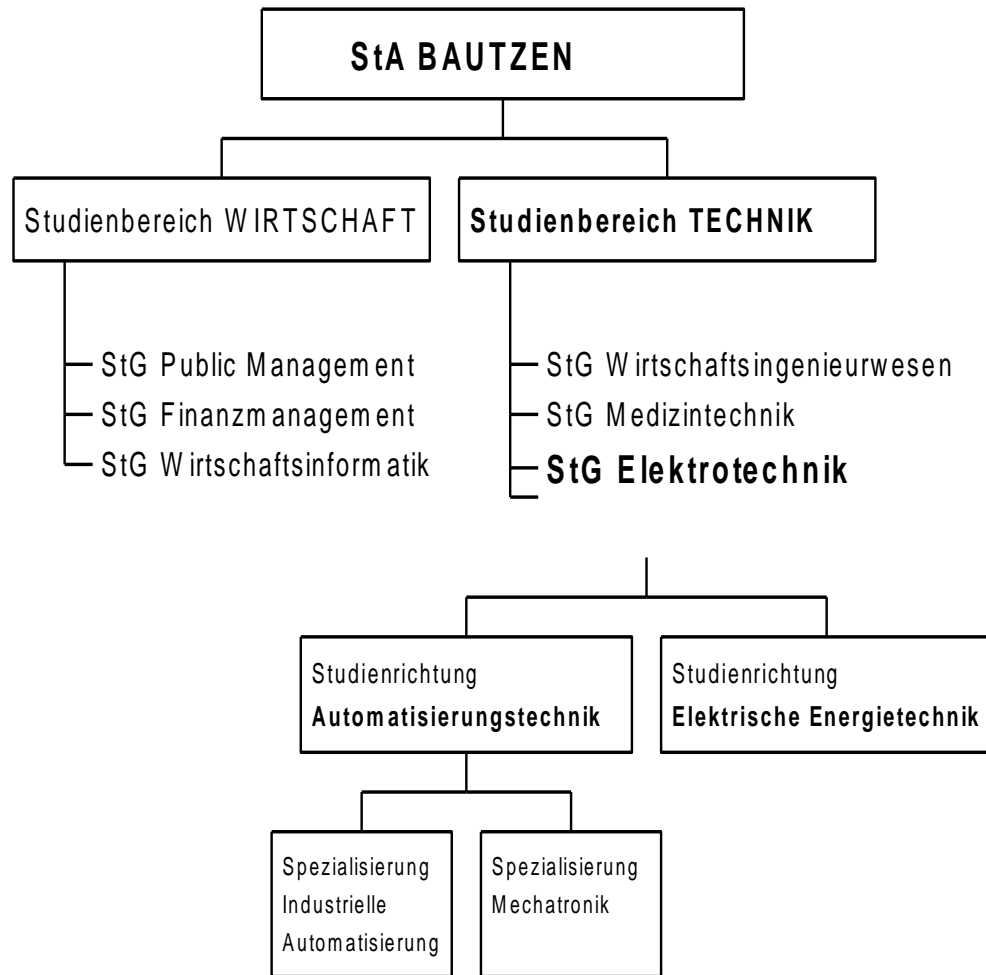 StA BAUTZEN
Studienbereich WIRTSCHAFT
Studienbereich TECHNIK
StG Public Management
StG Finanzmanagement
StG Wirtschaftsinformatik
StG Wirtschaftsingenieurwesen
StG Medizintechnik
StG Elektrotechnik
Studienrichtung
Automatisierungstechnik
Studienrichtung
Elektrische Energietechnik
Spezialisierung
Industrielle
Automatisierung
Spezialisierung
Mechatronik